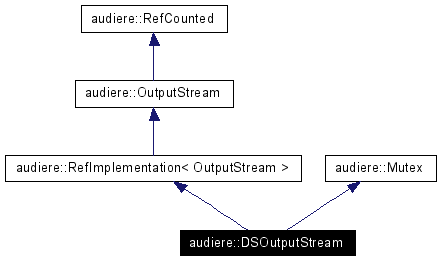 audiere::RefCounted
audiere::OutputStream
audiere::RefImplementation< OutputStream >
audiere::Mutex
audiere::DSOutputStream